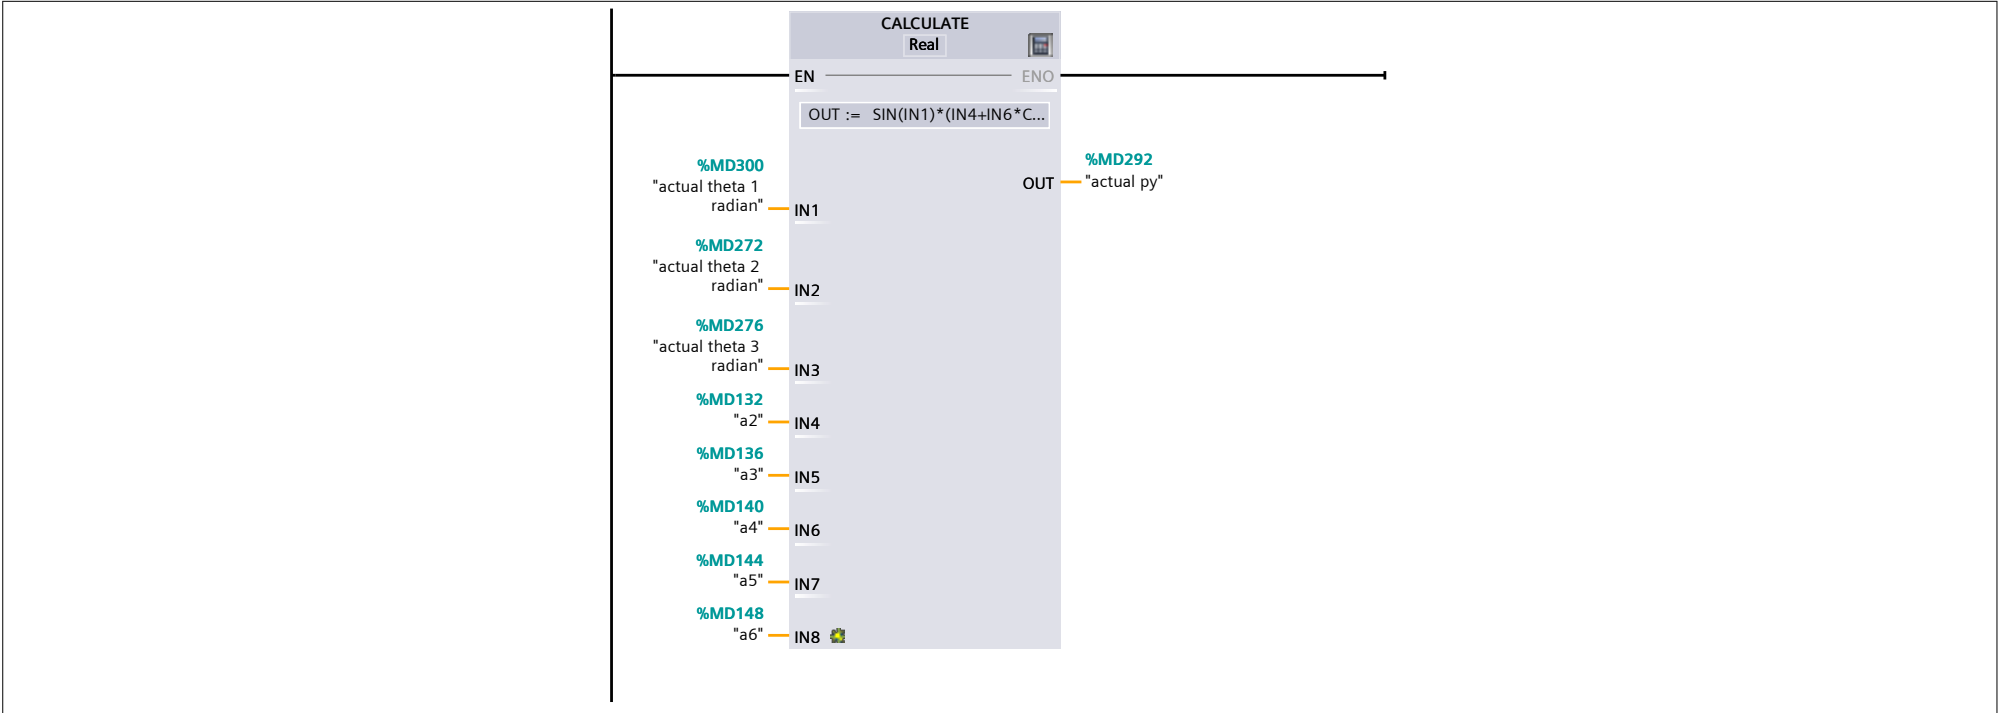 CALCULATE
Real
EN
ENO
OUT := SIN(IN1)*(IN4+IN6*C...
%MD300
"actual theta 1
radian"
IN1
%MD292
OUT
"actual py"
%MD272
"actual theta 2
radian"
IN2
%MD276
"actual theta 3
radian"
IN3
%MD132
"a2"
IN4
%MD136
"a3"
IN5
%MD140
"a4"
IN6
%MD144
"a5"
IN7
%MD148
"a6"
IN8